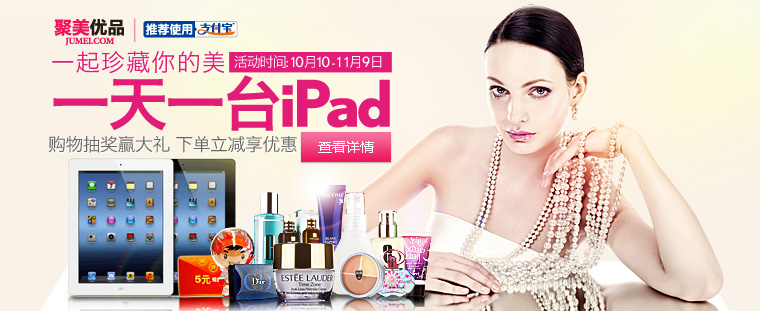 聚美优品
JUMEI.COM
推荐使用 支付宝
一起珍藏你的美 活动时间:10月10-11月9日
一天一台iPad
购物抽奖赢大礼 下单立减享优惠 查看详情
5元
Dior
ESTĒE LAUDER
Time Zone
LANCÔME